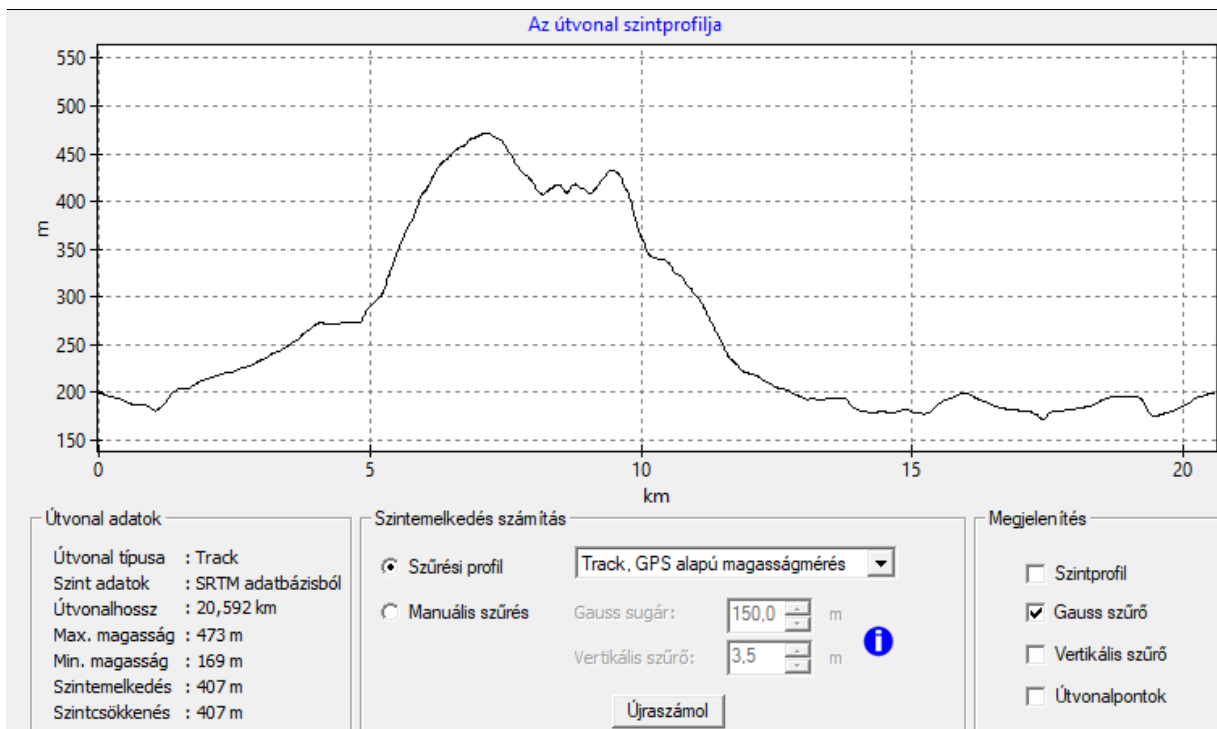 Az útvonal szintprofilja
550
500
450
400
350
300
250
200
150
m
0 5 10 15 20
km
Útvonal adatok
Útvonal típusa : Track
Szint adatok : SRTM adatbázisból
Útvonalhossz : 20,592 km
Max. magasság : 473 m
Min. magasság : 169 m
Szintemelkedés : 407 m
Szintcsökkenés : 407 m
Szintemelkedés számítás
Szűrési profil Track, GPS alapú magasságmérés
Manuális szűrés Gauss sugár: 150,0 m
Vertikális szűrő: 3,5 m
i
Újraszámol
Megjelenítés
Szintprofil
Gauss szűrő
Vertikális szűrő
Útvonalpontok